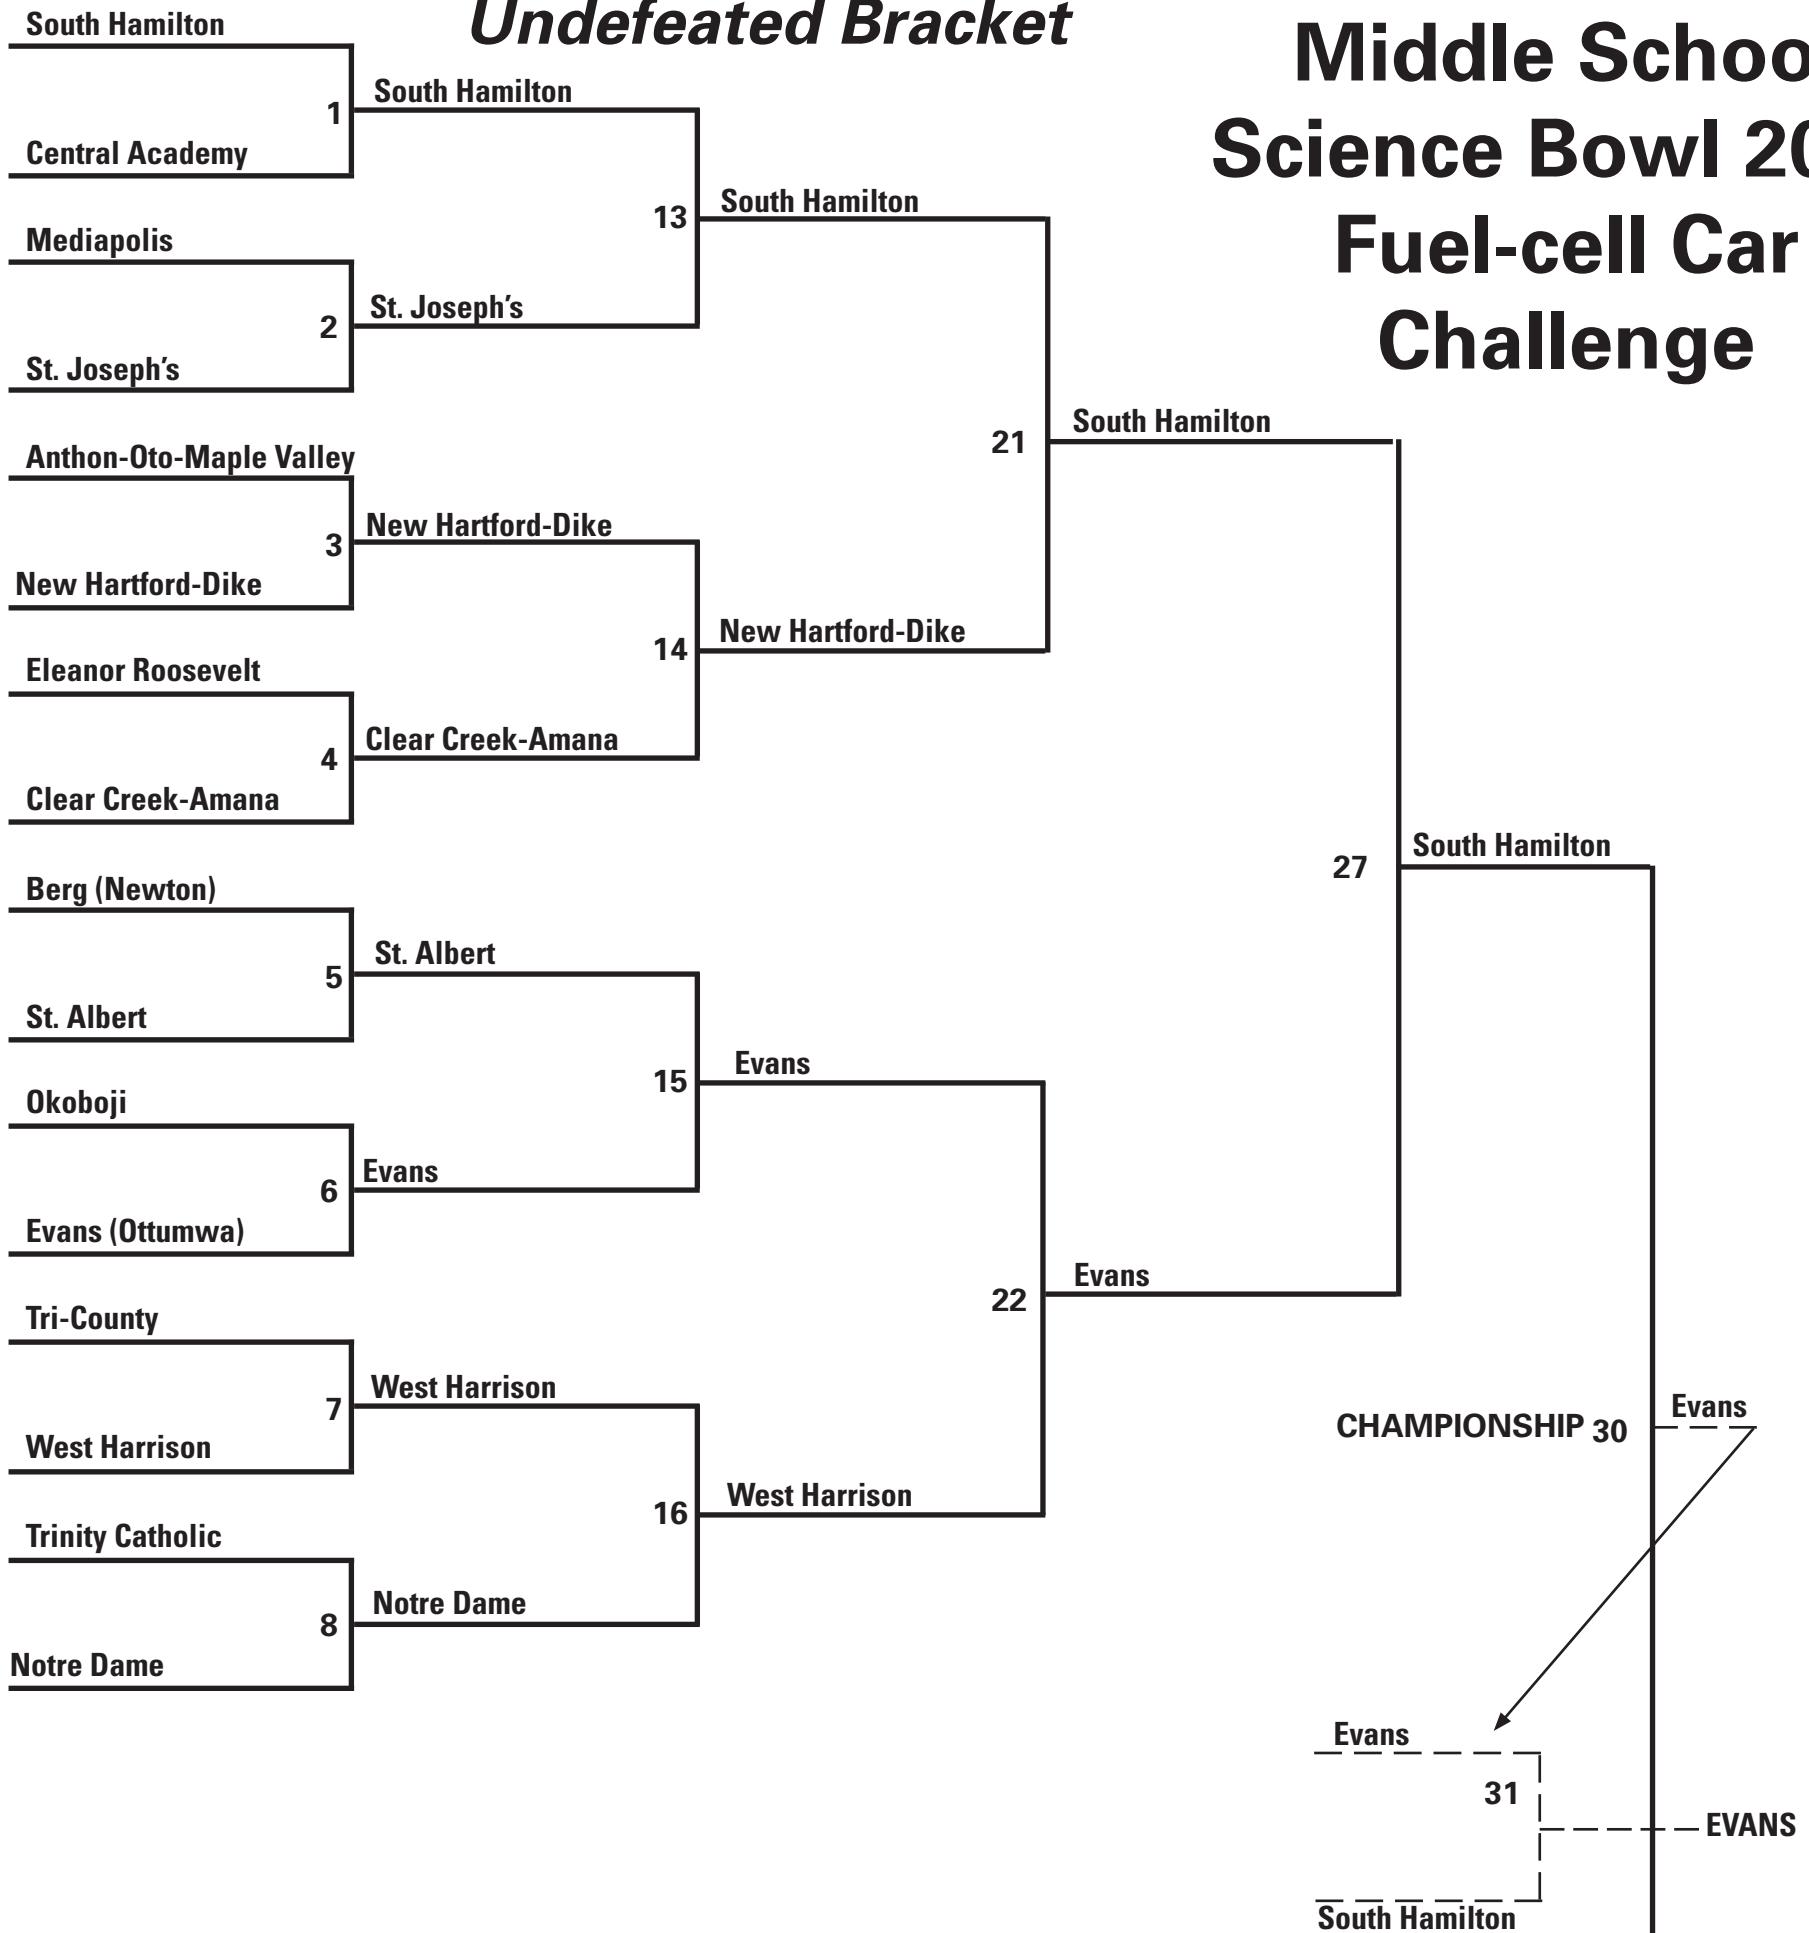 Undefeated Bracket
Middle Schoo
Science Bowl 20
Fuel-cell Car
Challenge
South Hamilton
1
Central Academy
South Hamilton
Mediapolis
2
St. Joseph's
St. Joseph's
13
South Hamilton
Anthon-Oto-Maple Valley
3
New Hartford-Dike
New Hartford-Dike
Eleanor Roosevelt
4
Clear Creek-Amana
Clear Creek-Amana
14
New Hartford-Dike
21
South Hamilton
Berg (Newton)
5
St. Albert
St. Albert
Okoboji
6
Evans (Ottumwa)
Evans
15
Evans
Tri-County
7
West Harrison
West Harrison
Trinity Catholic
8
Notre Dame
Notre Dame
16
West Harrison
22
Evans
27
South Hamilton
CHAMPIONSHIP 30
Evans
Evans
31
South Hamilton
EVANS